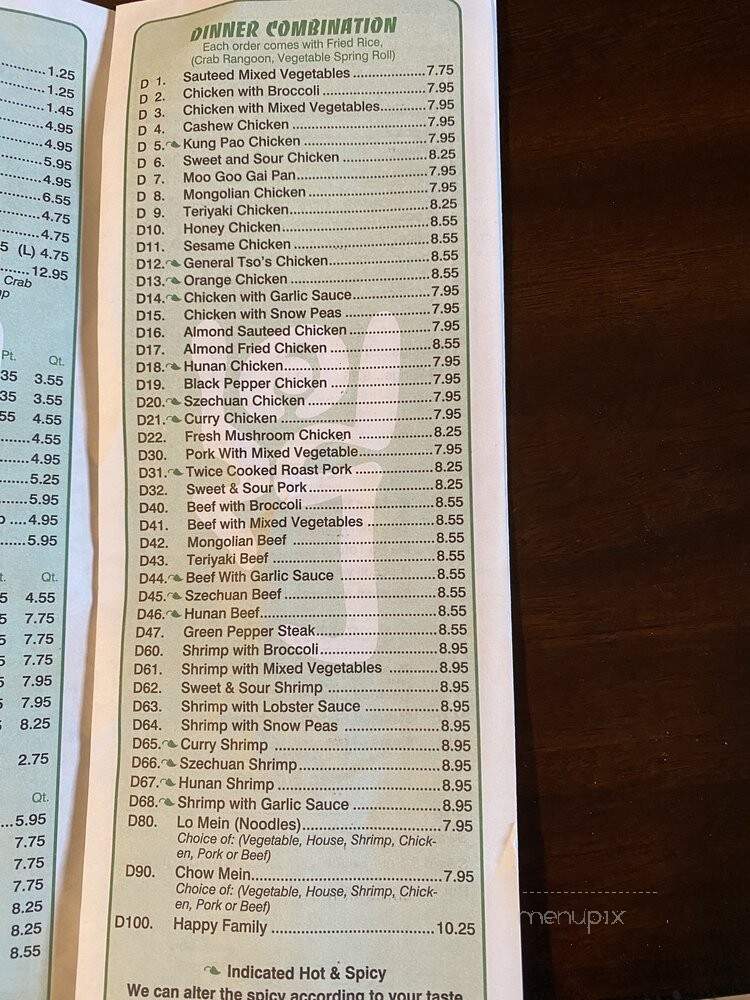 1.25
1.25
1.45
4.95
4.95
5.95
4.95
6.55
4.75
4.75
5 (L) 4.75
12.95
Crab
p
Pt. Qt.
35 3.55
35 3.55
55 4.55
4.55
4.95
5.25
5.95
4.95
5.95
t. Qt.
5 4.55
5 7.75
5 7.75
5 7.75
5 7.95
5 7.95
5 8.25
2.75
Qt.
5.95
7.75
7.75
7.75
8.25
8.25
8.55
DINNER COMBINATION
Each order comes with Fried Rice,
(Crab Rangoon, Vegetable Spring Roll)
D 1. Sauteed Mixed Vegetables ....................7.75
D 2. Chicken with Broccoli ..........................7.95
D 3. Chicken with Mixed Vegetables............7.95
D 4. Cashew Chicken .................................7.95
D 5. Kung Pao Chicken ..............................7.95
D 6. Sweet and Sour Chicken .....................8.25
D 7. Moo Goo Gai Pan................................7.95
D 8. Mongolian Chicken .............................7.95
D 9. Teriyaki Chicken..................................8.25
D10. Honey Chicken....................................8.55
D11. Sesame Chicken .................................8.55
D12. General Tso's Chicken.........................8.55
D13. Orange Chicken ..................................8.55
D14. Chicken with Garlic Sauce...................7.95
D15. Chicken with Snow Peas .....................7.95
D16. Almond Sauteed Chicken ....................7.95
D17. Almond Fried Chicken .........................8.55
D18. Hunan Chicken....................................7.95
D19. Black Pepper Chicken .........................7.95
D20. Szechuan Chicken ..............................7.95
D21. Curry Chicken .....................................7.95
D22. Fresh Mushroom Chicken ...................8.25
D30. Pork With Mixed Vegetable..................7.95
D31. Twice Cooked Roast Pork ...................8.25
D32. Sweet & Sour Pork..............................8.25
D40. Beef with Broccoli ...............................8.55
D41. Beef with Mixed Vegetables ................8.55
D42. Mongolian Beef ...................................8.55
D43. Teriyaki Beef .......................................8.55
D44. Beef With Garlic Sauce .......................8.55
D45. Szechuan Beef ....................................8.55
D46. Hunan Beef..........................................8.55
D47. Green Pepper Steak............................8.55
D60. Shrimp with Broccoli............................8.95
D61. Shrimp with Mixed Vegetables ............8.95
D62. Sweet & Sour Shrimp ..........................8.95
D63. Shrimp with Lobster Sauce .................8.95
D64. Shrimp with Snow Peas ......................8.95
D65. Curry Shrimp .......................................8.95
D66. Szechuan Shrimp.................................8.95
D67. Hunan Shrimp .....................................8.95
D68. Shrimp with Garlic Sauce ....................8.95
D80. Lo Mein (Noodles)................................7.95
Choice of: (Vegetable, House, Shrimp, Chick-
en, Pork or Beef)
D90. Chow Mein...........................................7.95
Choice of: (Vegetable, House, Shrimp, Chick-
en, Pork or Beef)
D100. Happy Family .....................................10.25
Indicated Hot & Spicy
We can alter the spicy according to your taste
menupix